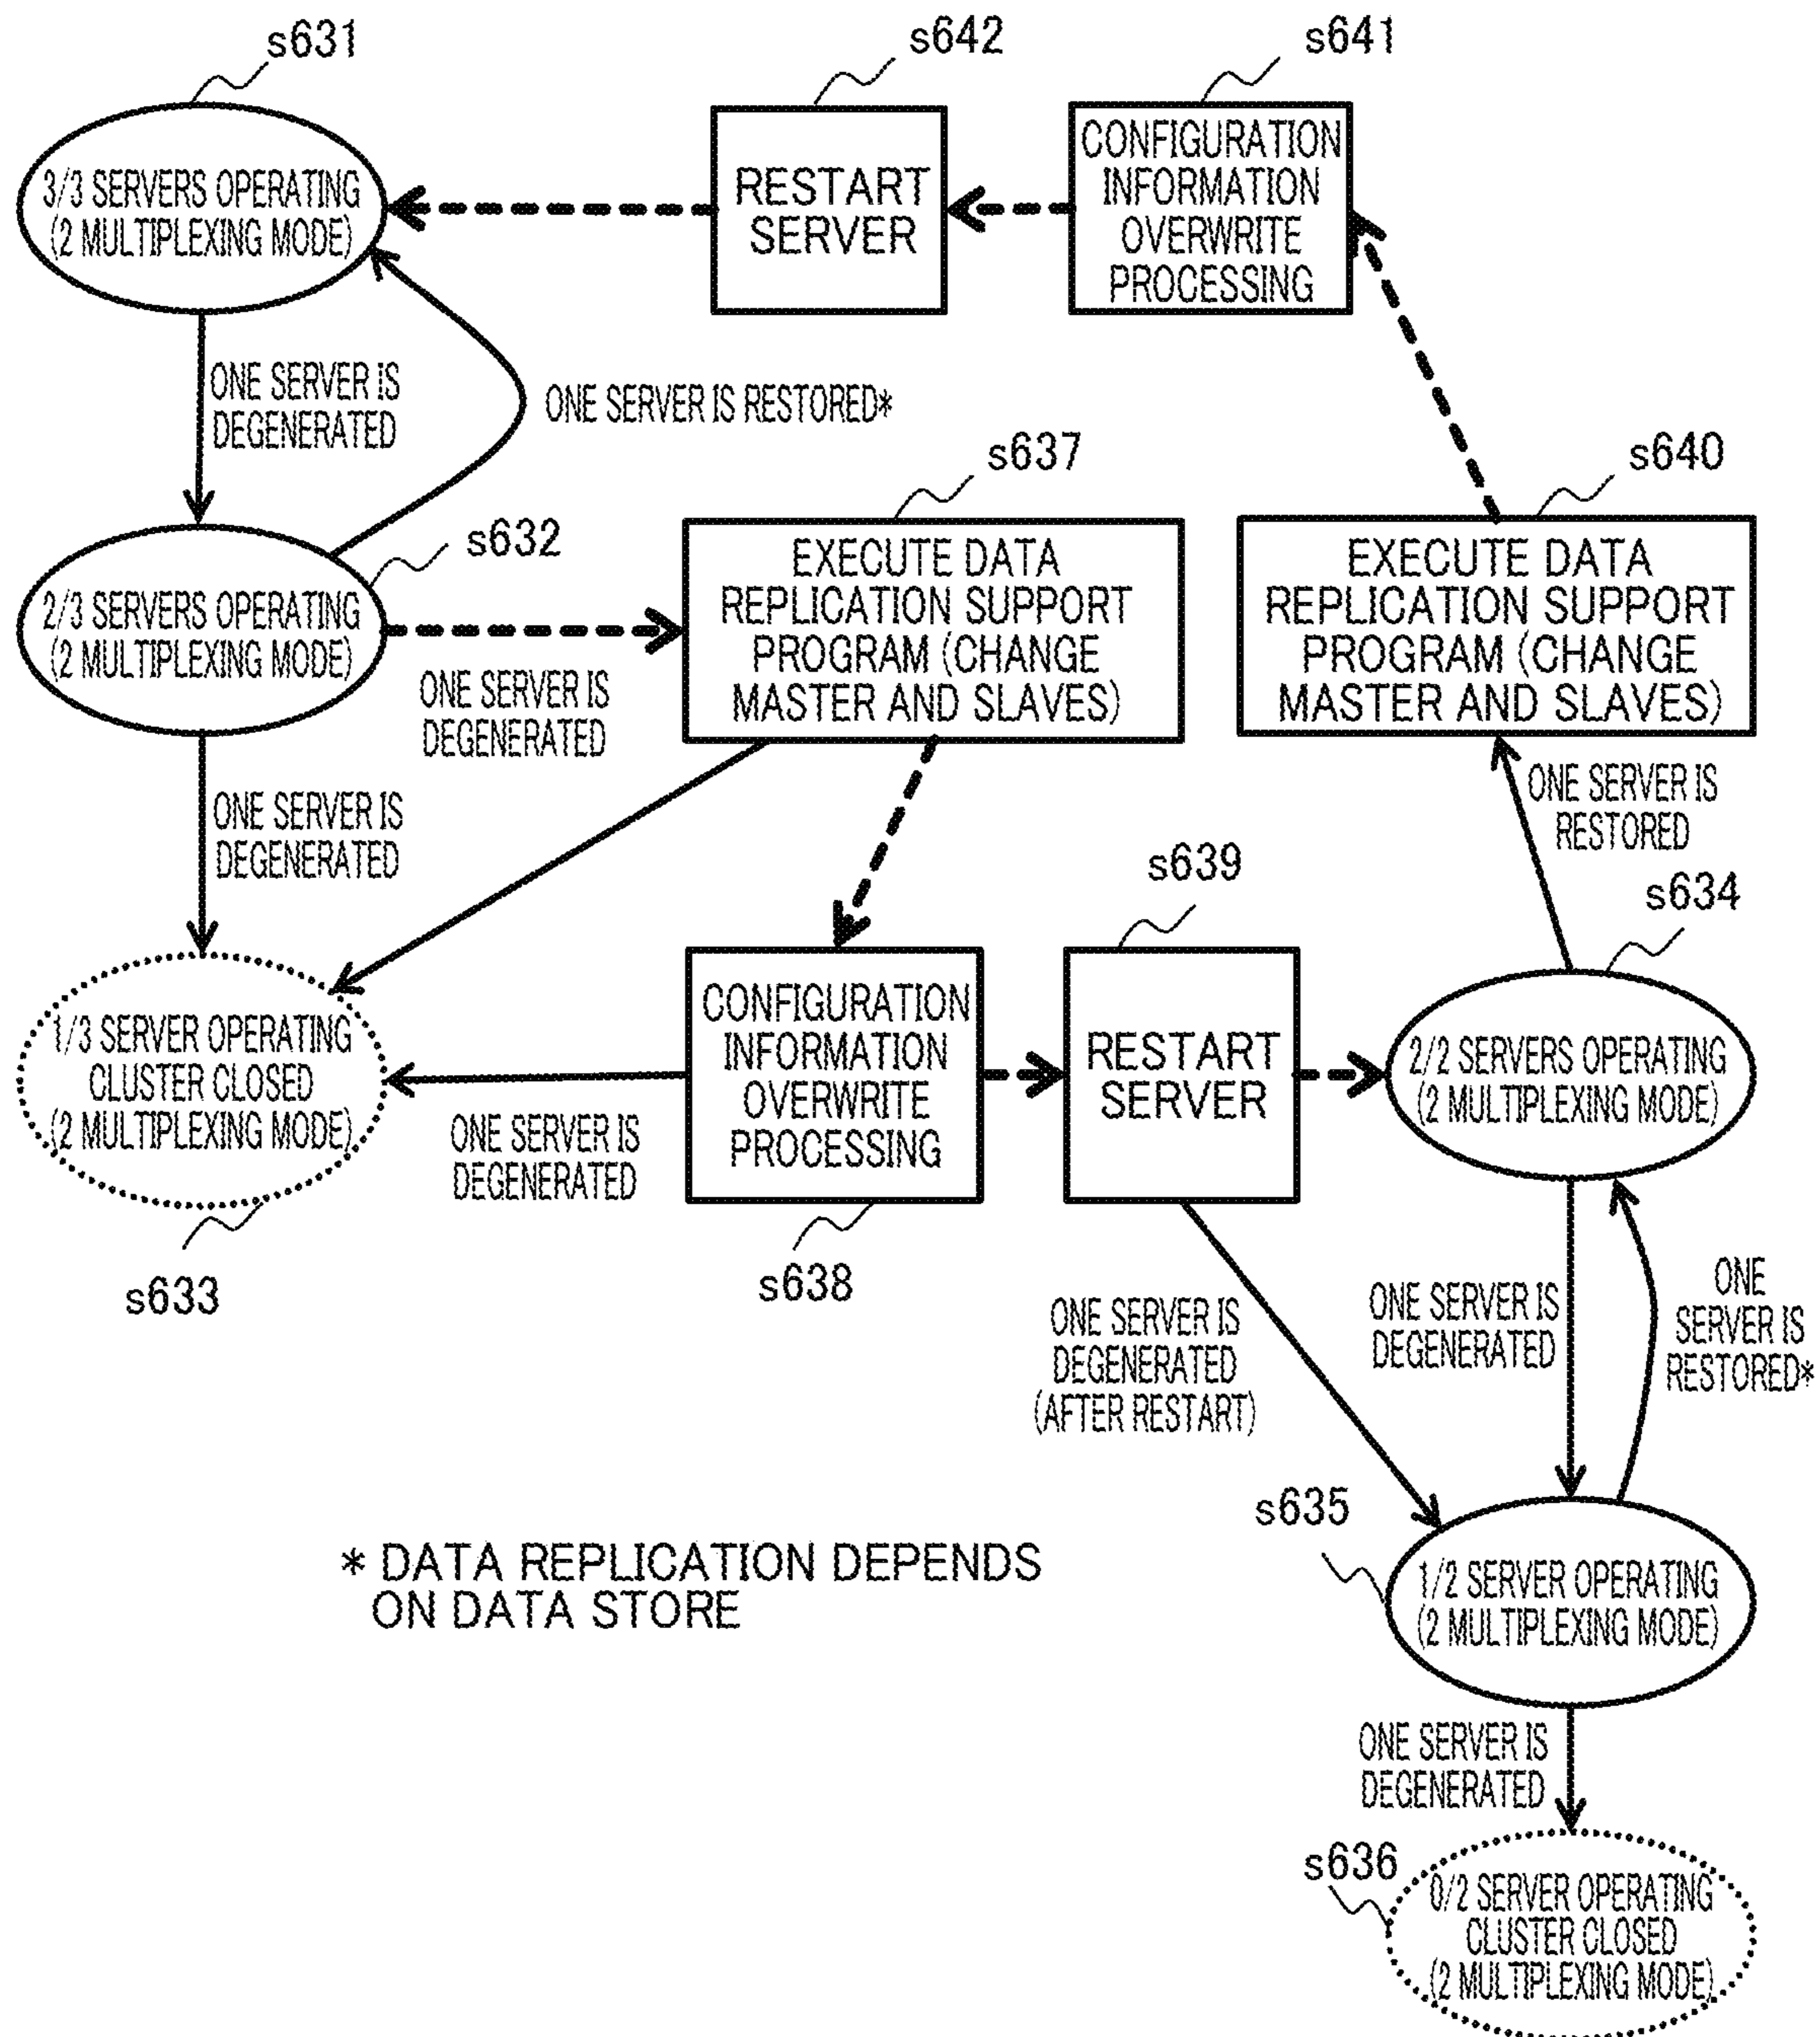 s631
s642
s641
3/3 SERVERS OPERATING
(2 MULTIPLEXING MODE)
RESTART
SERVER
CONFIGURATION
INFORMATION
OVERWRITE
PROCESSING
ONE SERVER IS
DEGENERATED
ONE SERVER IS RESTORED*
s632
s637
s640
2/3 SERVERS OPERATING
(2 MULTIPLEXING MODE)
ONE SERVER IS
DEGENERATED
EXECUTE DATA
REPLICATION SUPPORT
PROGRAM (CHANGE
MASTER AND SLAVES)
EXECUTE DATA
REPLICATION SUPPORT
PROGRAM (CHANGE
MASTER AND SLAVES)
ONE SERVER IS
DEGENERATED
ONE SERVER IS
RESTORED
s639
s634
1/3 SERVER OPERATING
CLUSTER CLOSED
(2 MULTIPLEXING MODE)
ONE SERVER IS
DEGENERATED
CONFIGURATION
INFORMATION
OVERWRITE
PROCESSING
RESTART
SERVER
2/2 SERVERS OPERATING
(2 MULTIPLEXING MODE)
s633
s638
ONE SERVER IS
DEGENERATED
(AFTER RESTART)
ONE SERVER IS
DEGENERATED
ONE
SERVER IS
RESTORED*
s635
* DATA REPLICATION DEPENDS
ON DATA STORE
1/2 SERVER OPERATING
(2 MULTIPLEXING MODE)
ONE SERVER IS
DEGENERATED
s636
0/2 SERVER OPERATING
CLUSTER CLOSED
(2 MULTIPLEXING MODE)